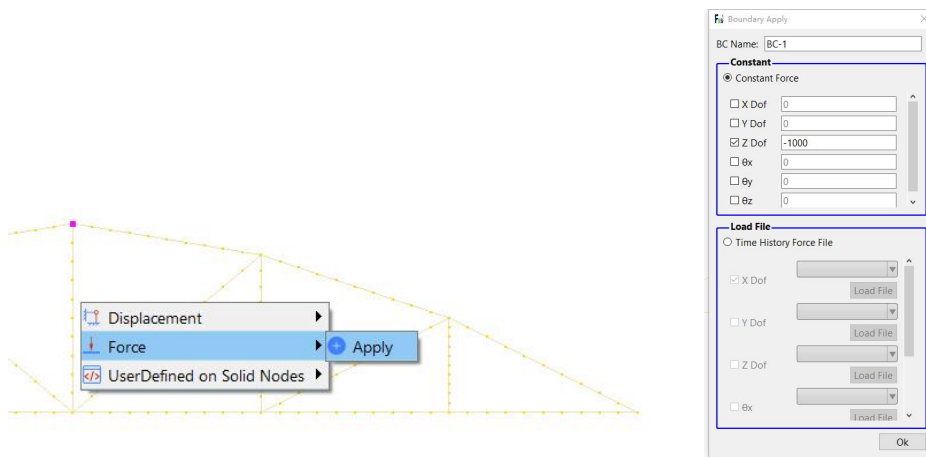 Displacement
Force
Apply
UserDefined on Solid Nodes
Boundary Apply
BC Name: BC-1
Constant
Constant Force
X Dof 0
Y Dof 0
Z Dof -1000
θx 0
θy 0
θz 0
Load File
Time History Force File
X Dof
Load File
Y Dof
Load File
Z Dof
Load File
θx
Load File
Ok